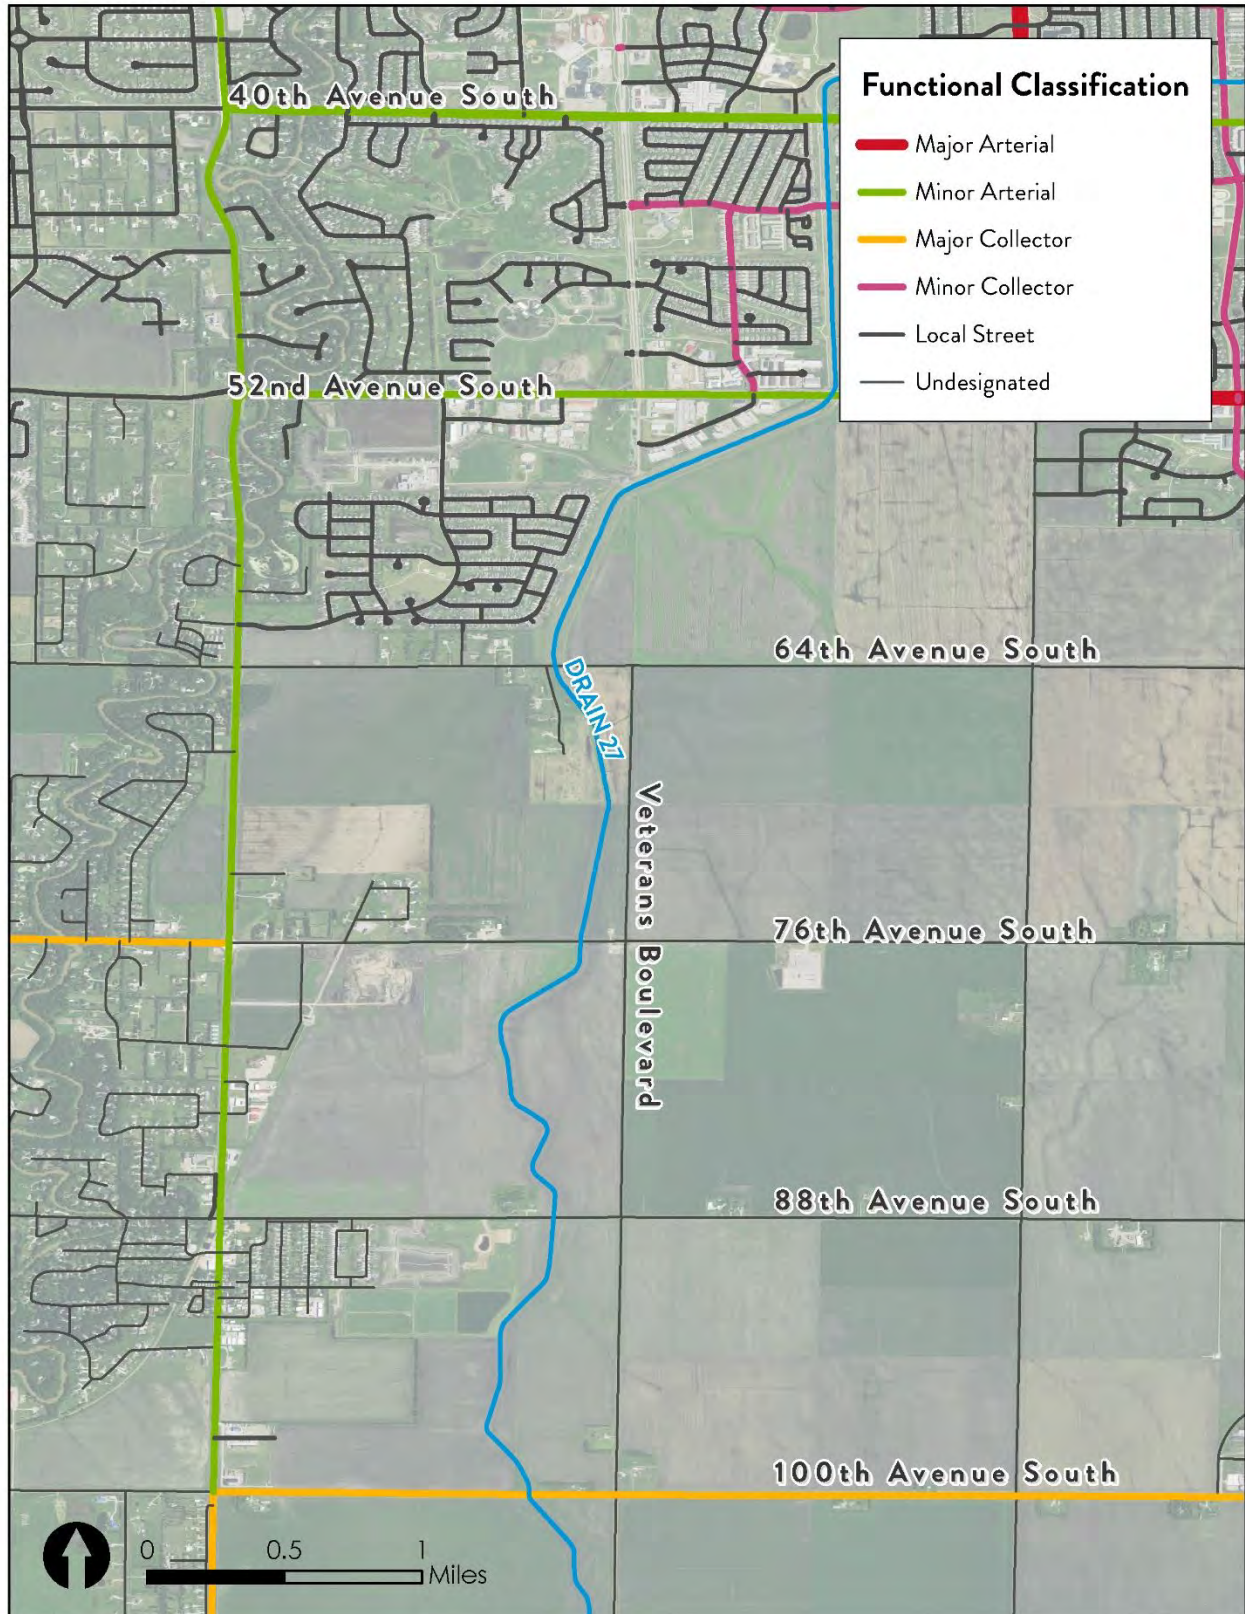 40th Avenue South
Functional Classification
Major Arterial
Minor Arterial
Major Collector
Minor Collector
Local Street
Undesignated
52nd Avenue South
64th Avenue South
DRAIN 27
Veterans Boulevard
76th Avenue South
88th Avenue South
100th Avenue South
0 0.5 1
Miles